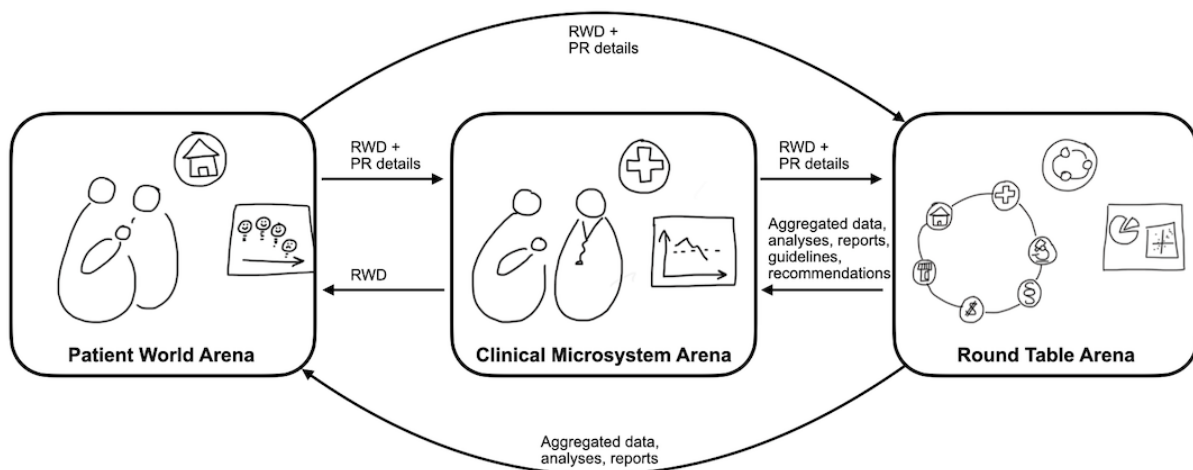 RWD +
PR details
RWD +
PR details
RWD +
PR details
Aggregated data,
analyses, reports,
guidelines,
recommendations
RWD
Patient World Arena
Clinical Microsystem Arena
Round Table Arena
Aggregated data,
analyses, reports